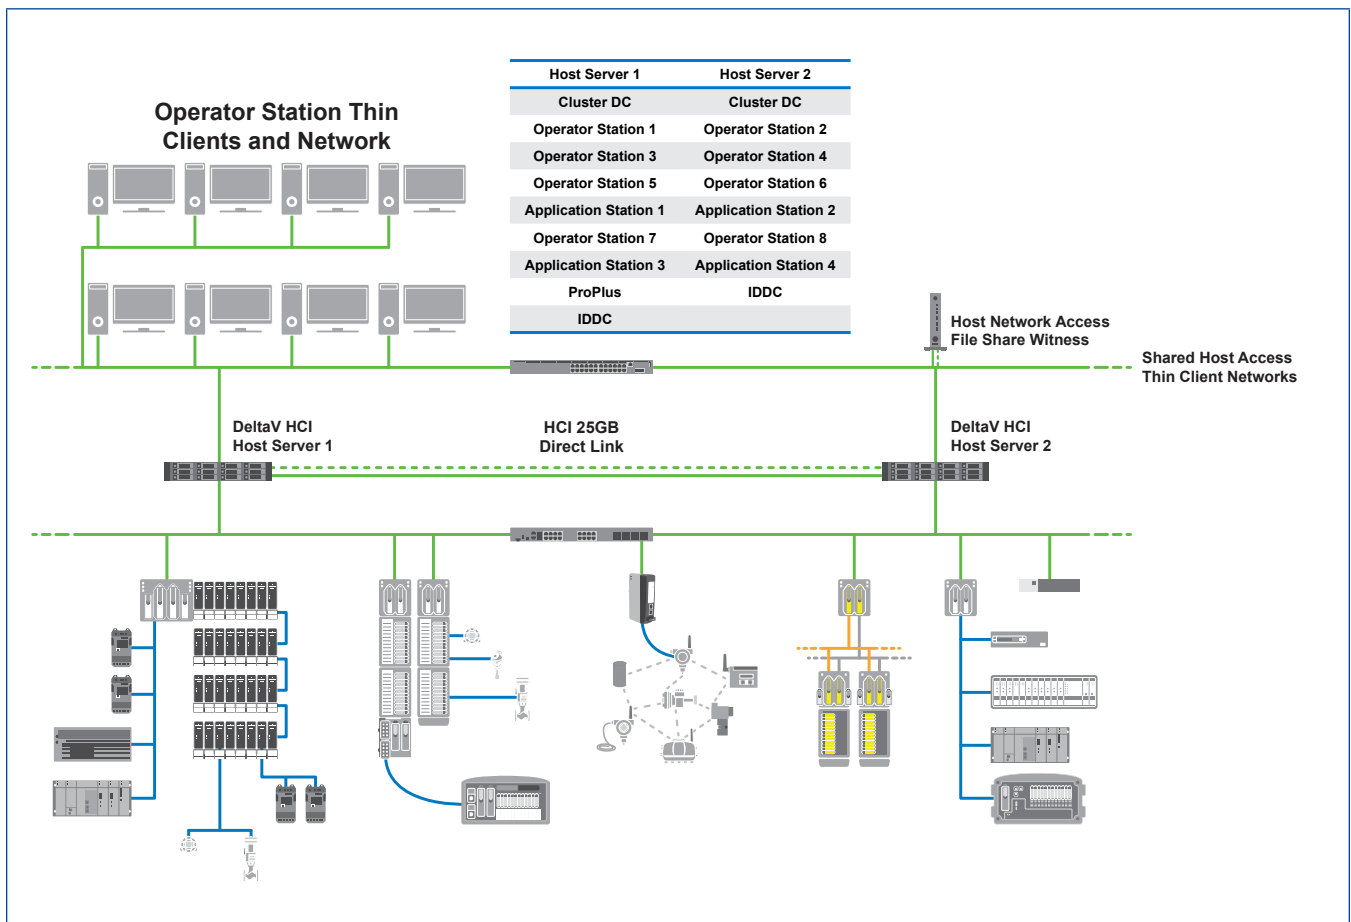 Operator Station Thin
Clients and Network
Host Server 1 Host Server 2
Cluster DC Cluster DC
Operator Station 1 Operator Station 2
Operator Station 3 Operator Station 4
Operator Station 5 Operator Station 6
Application Station 1 Application Station 2
Operator Station 7 Operator Station 8
Application Station 3 Application Station 4
ProPlus IDDC
IDDC
Host Network Access
File Share Witness
Shared Host Access
Thin Client Networks
DeltaV HCI
Host Server 1
HCI 25GB
Direct Link
DeltaV HCI
Host Server 2